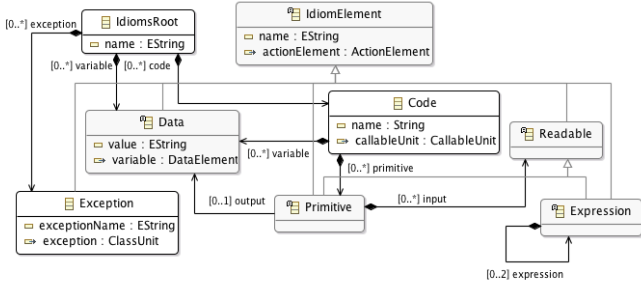 [0..*] exception
IdiomsRoot
name : EString
IdiomElement
name : EString
actionElement : ActionElement
[0..*] variable
[0..*] code
Data
value : EString
variable : DataElement
Code
name : String
callableUnit : CallableUnit
Readable
[0..*] variable
[0..*] primitive
Exception
exceptionName : EString
exception : ClassUnit
[0..1] output
Primitive
[0..*] input
Expression
[0..2] expression